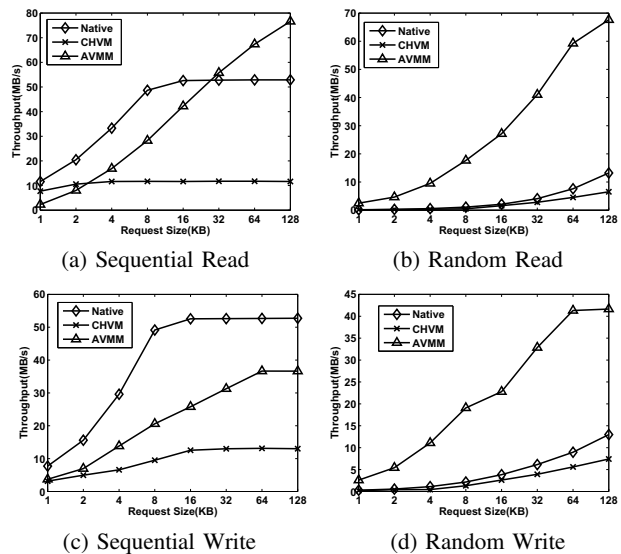 80
70
60
50
40
30
20
10
0
Throughput(MB/s)
Native
CHVM
AVMM
1 2 4 8 16 32 64 128
Request Size(KB)
(a) Sequential Read
70
60
50
40
30
20
10
0
Throughput(MB/s)
Native
CHVM
AVMM
1 2 4 8 16 32 64 128
Request Size(KB)
(b) Random Read
60
50
40
30
20
10
0
Throughput(MB/s)
Native
CHVM
AVMM
1 2 4 8 16 32 64 128
Request Size(KB)
(c) Sequential Write
45
40
35
30
25
20
15
10
5
0
Throughput(MB/s)
Native
CHVM
AVMM
1 2 4 8 16 32 64 128
Request Size(KB)
(d) Random Write